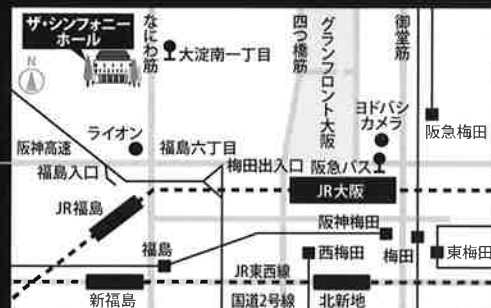 ザ・シンフォニー
ホール
N
なにわ筋
大淀南一丁目
四つ橋筋
グランフロント大阪
御堂筋
ヨドバシ
カメラ
阪急梅田
ライオン
阪神高速
福島六丁目
福島入口
梅田出入口
阪急バス
JR大阪
JR福島
阪神梅田
福島
西梅田
梅田
東梅田
JR東西線
新福島
国道2号線
北新地